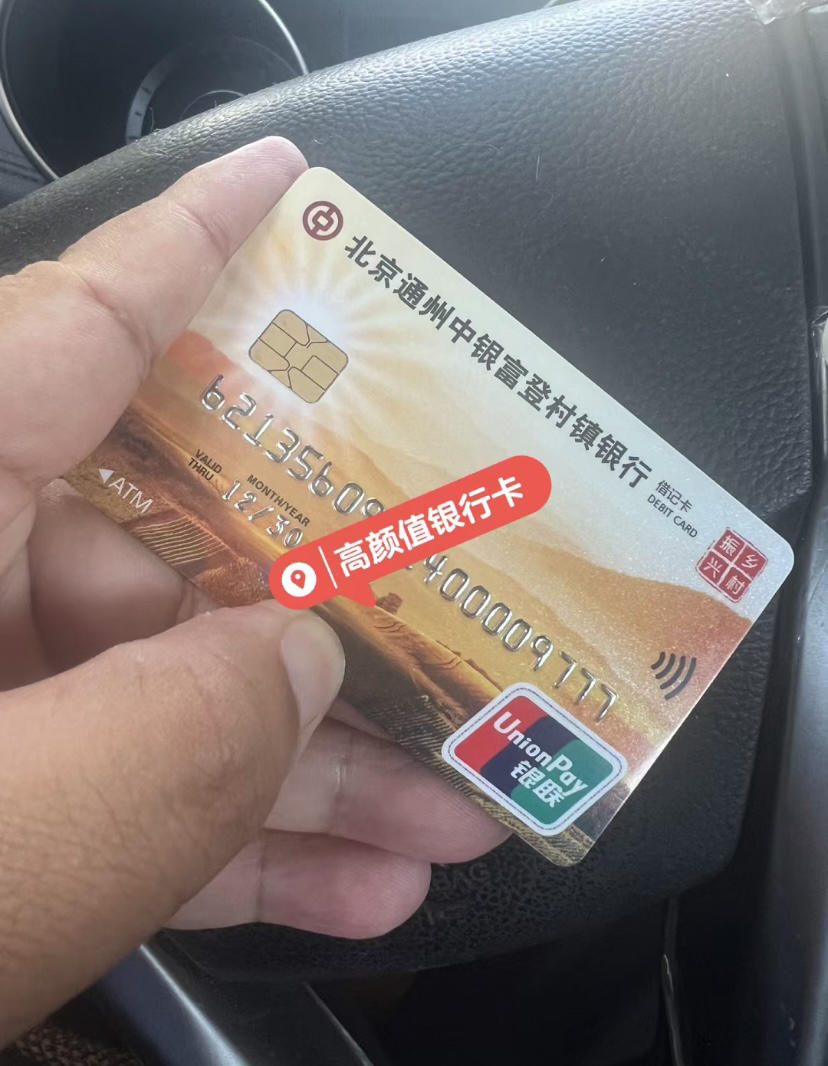 北京通州中银富登村镇银行
借记卡
DEBIT CARD
振乡
兴村
6213560
400009777
VALID THRU
MONTH/YEAR
12/30
ATM
高颜值银行卡
UnionPay
银联